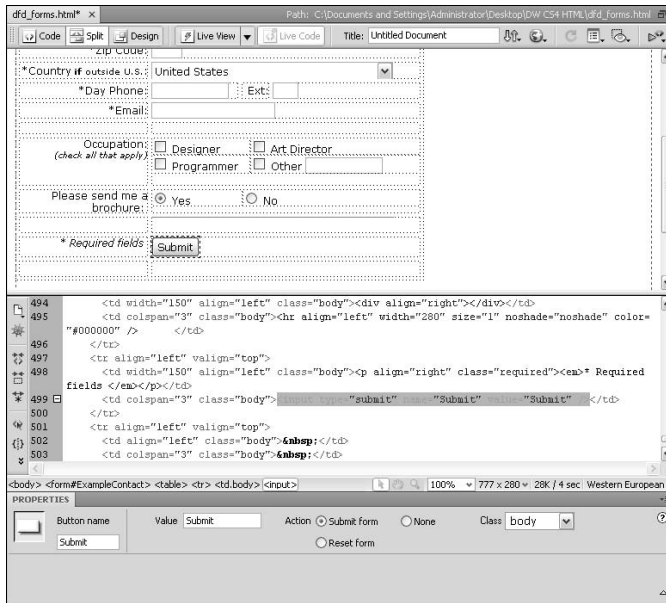 dfd_forms.html* × Path: C:\Documents and Settings\Administrator\Desktop\DW CS4 HTML\dfd_forms.html
Code Split Design Live View Live Code Title: Untitled Document
*Zip Code:
*Country if outside U.S.: United States
*Day Phone: Ext:
*Email:
Occupation: Designer Art Director
(check all that apply) Programmer Other
Please send me a brochure: Yes No
* Required fields Submit
494 <td width="150" align="left" class="body"><div align="right"></div></td>
495 <td colspan="3" class="body"><hr align="left" width="280" size="1" noshade="noshade" color=
"#000000" /> </td>
496 </tr>
497 <tr align="left" valign="top">
498 <td width="150" align="left" class="body"><p align="right" class="required"><em>* Required
fields </em></p></td>
499 <td colspan="3" class="body"><input type="submit" name="Submit" value="Submit" /></td>
500 </tr>
501 <tr align="left" valign="top">
502 <td align="left" class="body">&nbsp;</td>
503 <td colspan="3" class="body">&nbsp;</td>
<body> <form#ExampleContact> <table> <tr> <td.body> <input> 100% 777 x 280 28K / 4 sec Western European
PROPERTIES
Button name Value Submit Action Submit form None Class body
Submit Reset form